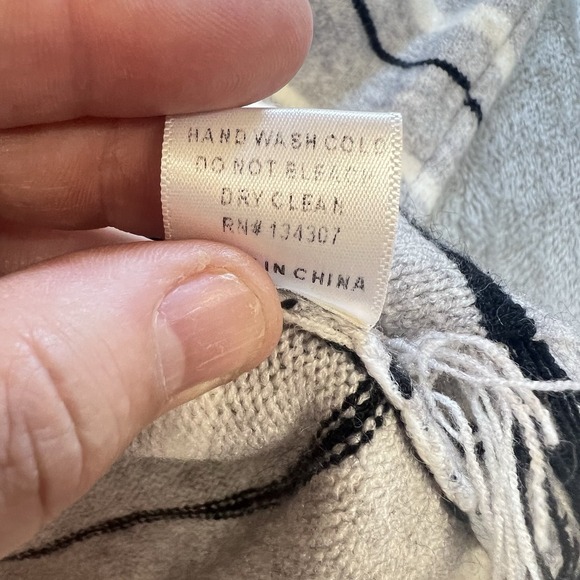 HAND WASH COLD
DO NOT BLEACH
DRY CLEAN
RN# 134307
IN CHINA